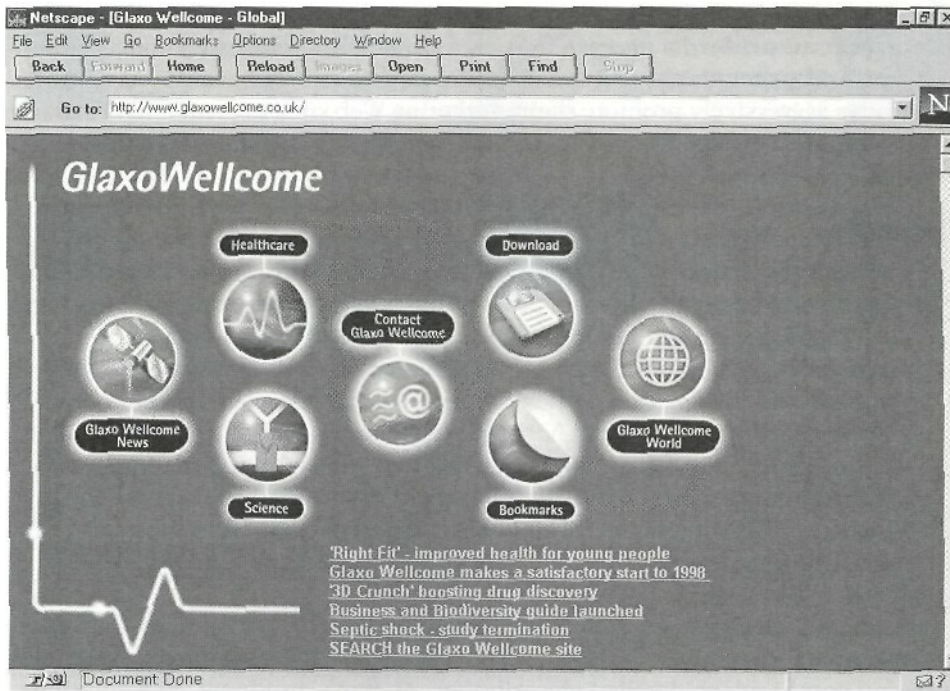 Netscape - [Glaxo Wellcome - Global]
File Edit View Go Bookmarks Options Directory Window Help
Back Forward Home Reload Images Open Print Find Stop
Go to: http://www.glaxowellcome.co.uk/
N
GlaxoWellcome
Healthcare
Download
Contact
Glaxo Wellcome
@
Glaxo Wellcome
News
Glaxo Wellcome
World
Science
Bookmarks
'Right Fit' - improved health for young people
Glaxo Wellcome makes a satisfactory start to 1998
'3D Crunch' boosting drug discovery
Business and Biodiversity guide launched
Septic shock - study termination
SEARCH the Glaxo Wellcome site
Document Done
?